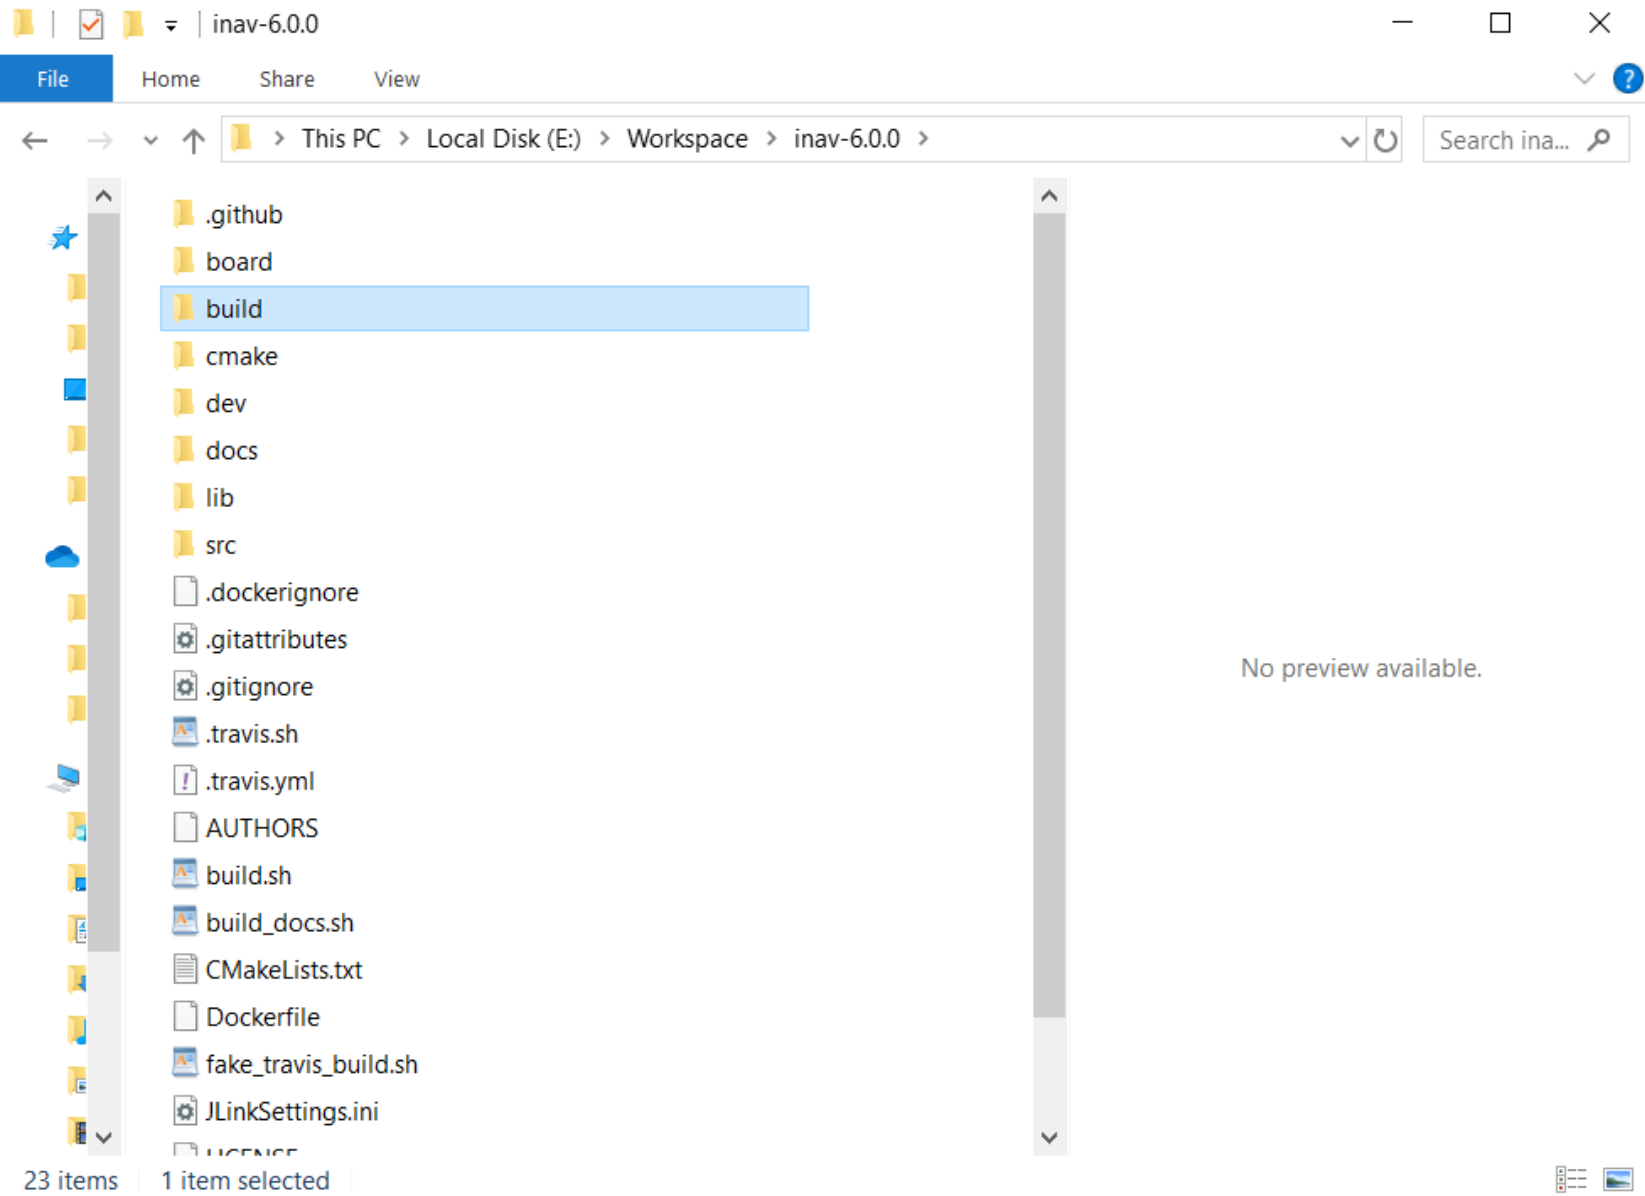 inav-6.0.0
File Home Share View
This PC > Local Disk (E:) > Workspace > inav-6.0.0 >
Search ina...
.github
board
build
cmake
dev
docs
lib
src
.dockerignore
.gitattributes
.gitignore
.travis.sh
.travis.yml
AUTHORS
build.sh
build_docs.sh
CMakeLists.txt
Dockerfile
fake_travis_build.sh
JLinkSettings.ini
LICENSE
No preview available.
23 items 1 item selected